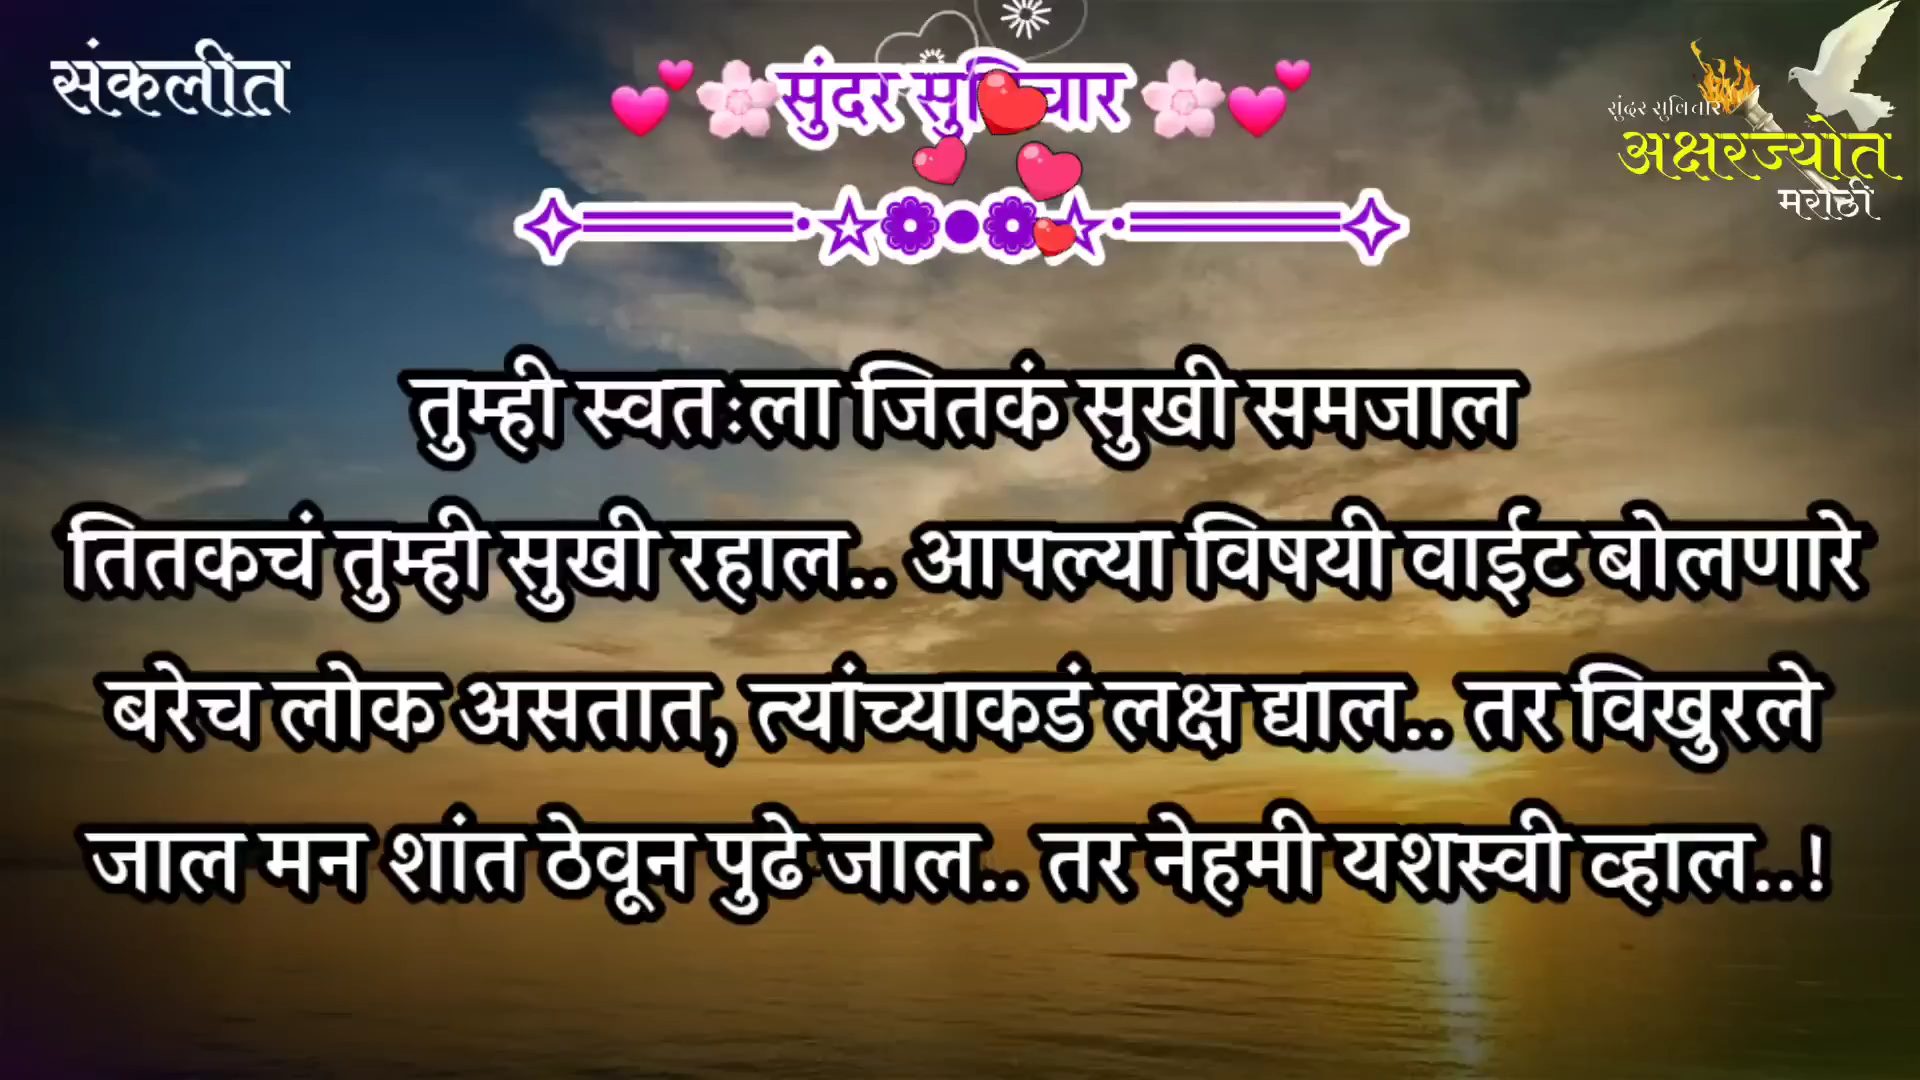 संकलीत
सुंदर सुविचार
सुंदर सुविचार
अक्षरज्योत
मराठी
तुम्ही स्वतःला जितकं सुखी समजाल
तितकचं तुम्ही सुखी रहाल.. आपल्या विषयी वाईट बोलणारे
बरेच लोक असतात, त्यांच्याकडं लक्ष द्याल.. तर विखुरले
जाल मन शांत ठेवून पुढे जाल.. तर नेहमी यशस्वी व्हाल..!